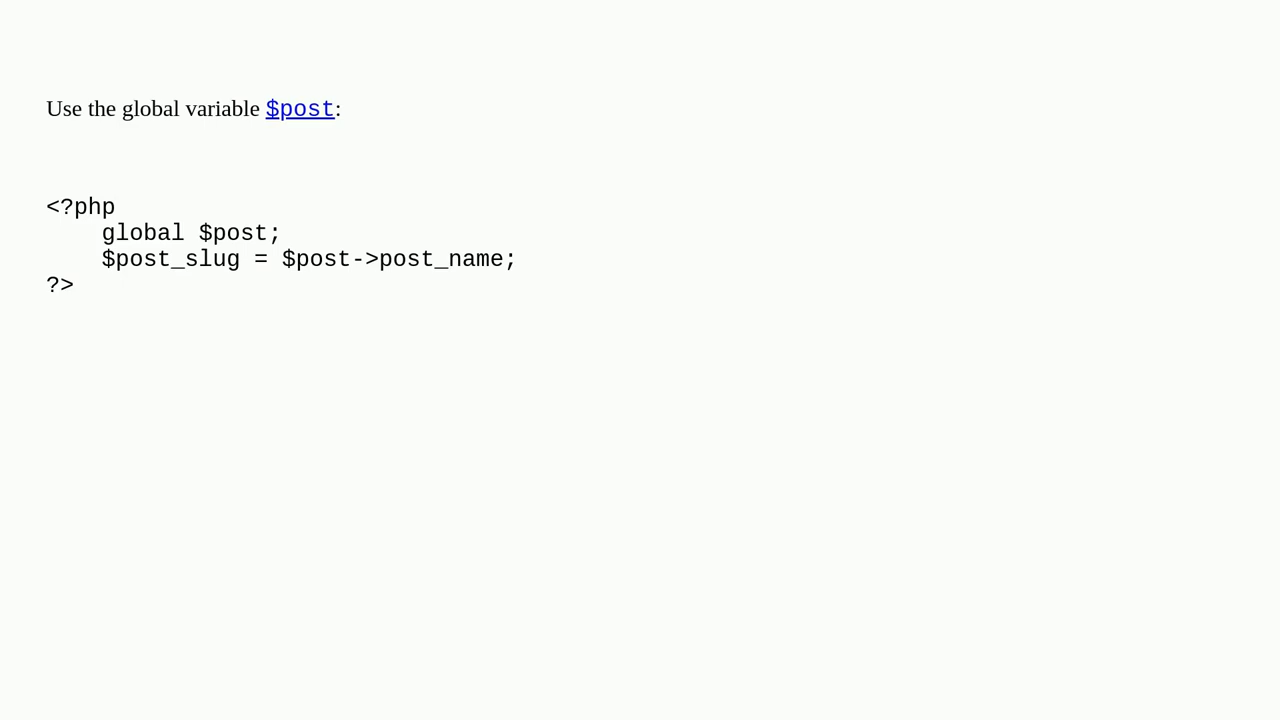 Use the global variable $post:
<?php
    global $post;
    $post_slug = $post->post_name;
?>